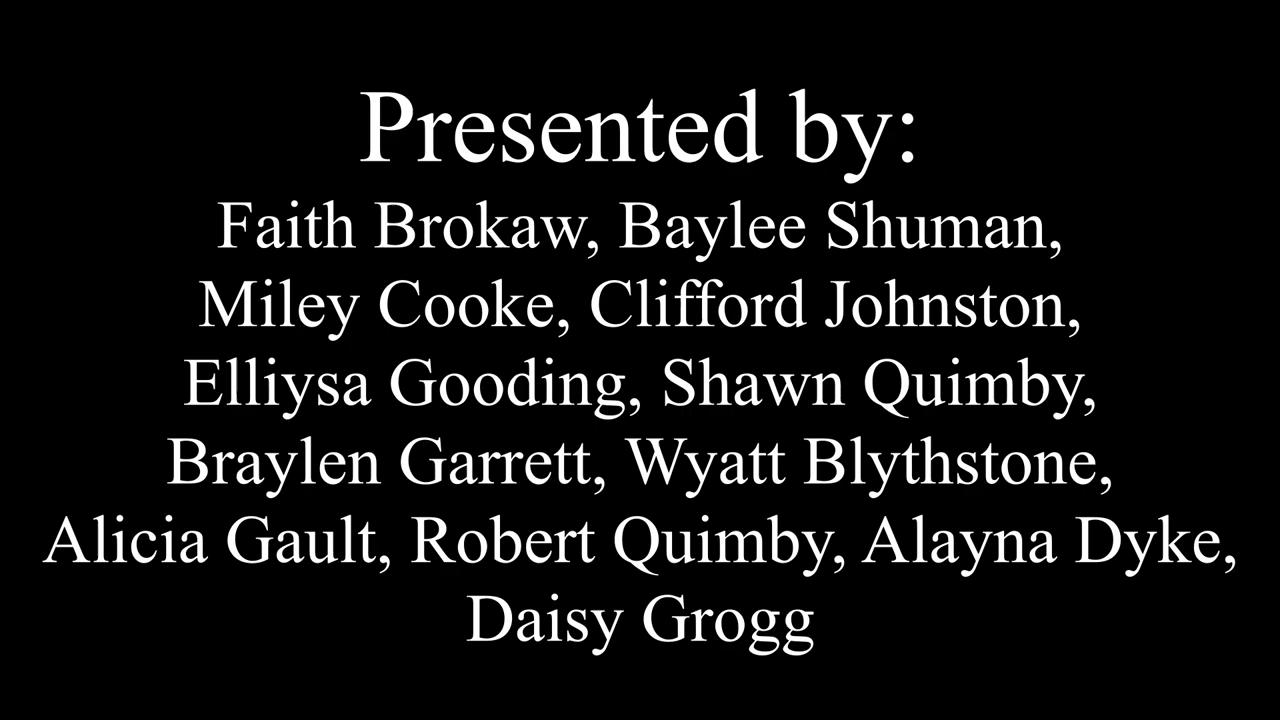 Presented by:
Faith Brokaw, Baylee Shuman,
Miley Cooke, Clifford Johnston,
Elliysa Gooding, Shawn Quimby,
Braylen Garrett, Wyatt Blythstone,
Alicia Gault, Robert Quimby, Alayna Dyke,
Daisy Grogg